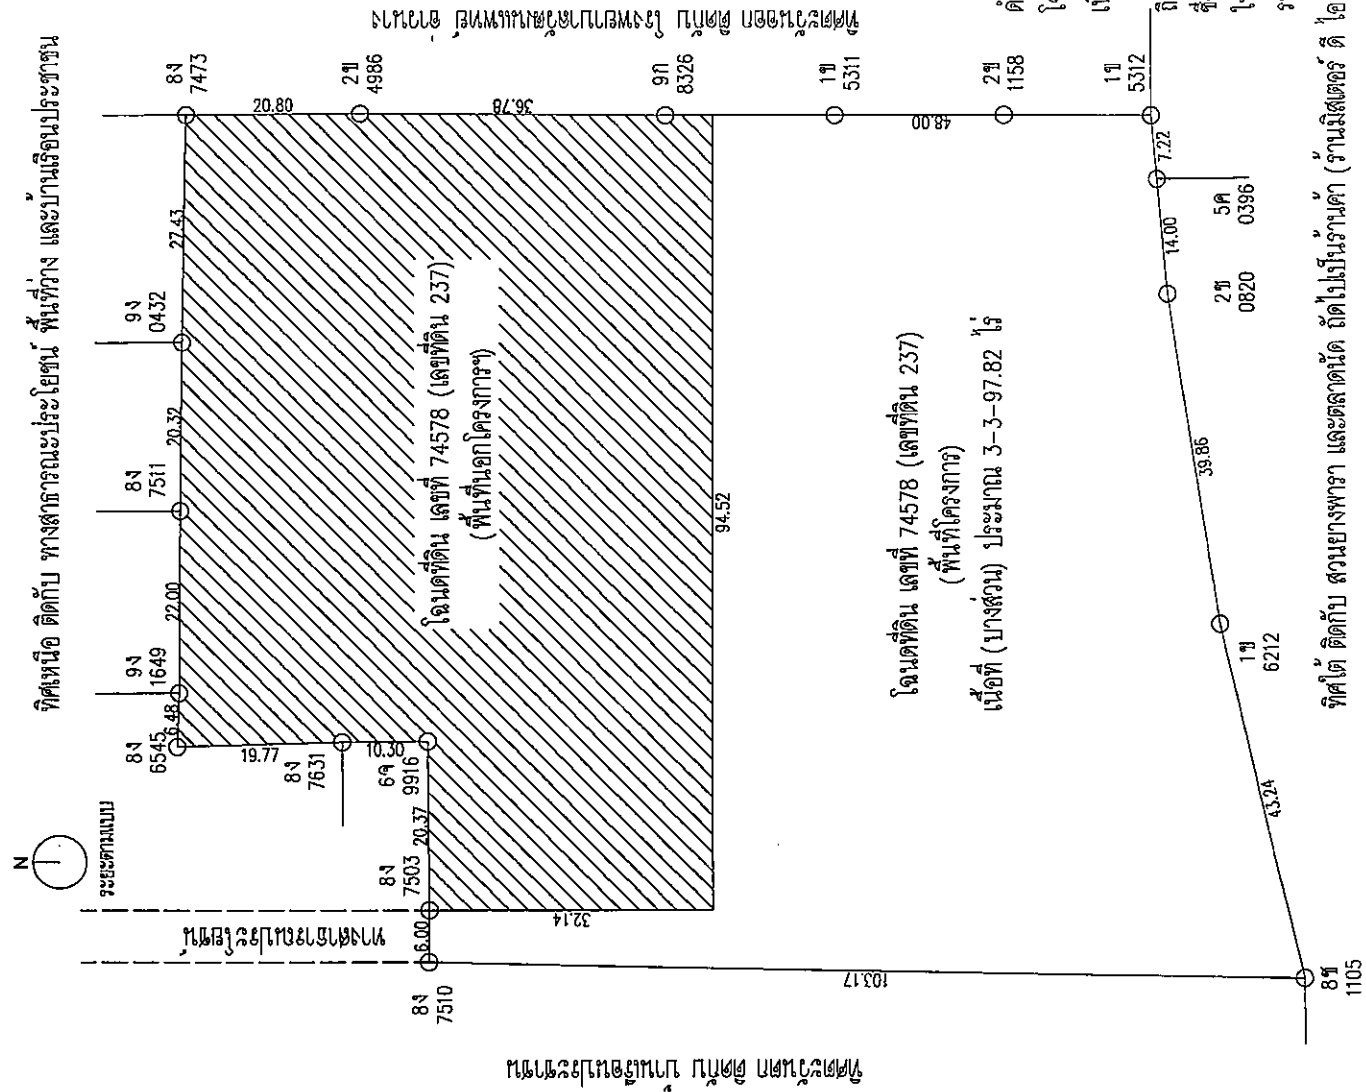 ทิศเหนือ ติดกับ ทางสาธารณะประโยชน์ พื้นที่ว่าง และบ้านเรือนประชาชน
N
ระยะตามแบบ
8ง
6545
9ง
1649
8ง
7511
9ง
0432
8ง
7473
6.48
22.00
20.32
27.43
20.80
2ข
4986
19.77
8ง
7631
10.30
6จ
9916
36.78
ทางสาธารณประโยชน์
8ง
7510
6.00
8ง
7503
20.37
32.14
9ก
8326
โฉนดที่ดิน เลขที่ 74578 (เลขที่ดิน 237)
(พื้นที่นอกโครงการฯ)
94.52
ทิศตะวันออก ติดกับ โรงพยาบาลวัฒนแพทย์ อ่าวนาง
1ข
5311
48.00
2ฃ
1158
1ฃ
5312
โฉนดที่ดิน เลขที่ 74578 (เลขที่ดิน 237)
(พื้นที่โครงการ)
เนื้อที่ (บางส่วน) ประมาณ 3-3-97.82 ไร่
103.17
ทิศตะวันตก ติดกับ บ้านเรือนประชาชน
7.22
5ค
0396
14.00
2ฃ
0820
39.86
1ฃ
6212
43.24
8ฃ
1105
ทิศใต้ ติดกับ สวนยางพารา และตลาดนัด ถัดไปเป็นร้านค้า (ร้านมิสเตอร์ ดี ไอ